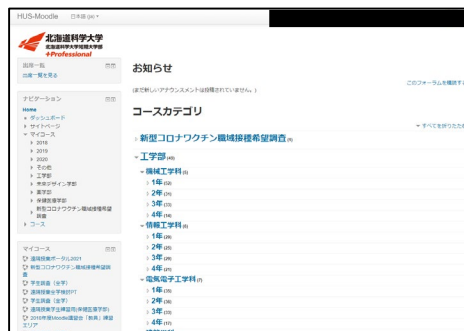 HUS-Moodle 日本語 (ja)
北海道科学大学
北海道科学大学短期大学部
+Professional
出席一覧
出席一覧を見る
ナビゲーション
Home
ダッシュボード
サイトページ
マイコース
2018
2019
2020
その他
工学部
未来デザイン学部
薬学部
保健医療学部
新型コロナワクチン職域接種希望調査
コース
マイコース
遠隔授業ポータル2021
新型コロナワクチン職域接種希望調査
学生調査（全学）
遠隔授業全学検討PT
学生調査（全学）
遠隔授業学生練習用(保健医療学部)
2018年度Moodle講習会（教員）練習エリア
お知らせ
(まだ新しいアナウンスメントは投稿されていません。)
このフォーラムを購読する
コースカテゴリ
すべてを折りたたむ
新型コロナワクチン職域接種希望調査
工学部
機械工学科
1年
2年
3年
4年
情報工学科
1年
2年
3年
4年
電気電子工学科
1年
2年
3年
4年